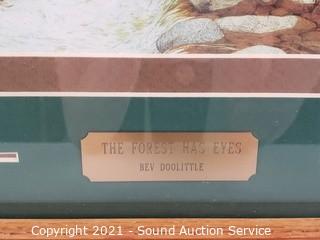 THE FOREST HAS EYES
BEV DOOLITTLE
Copyright 2021 - Sound Auction Service